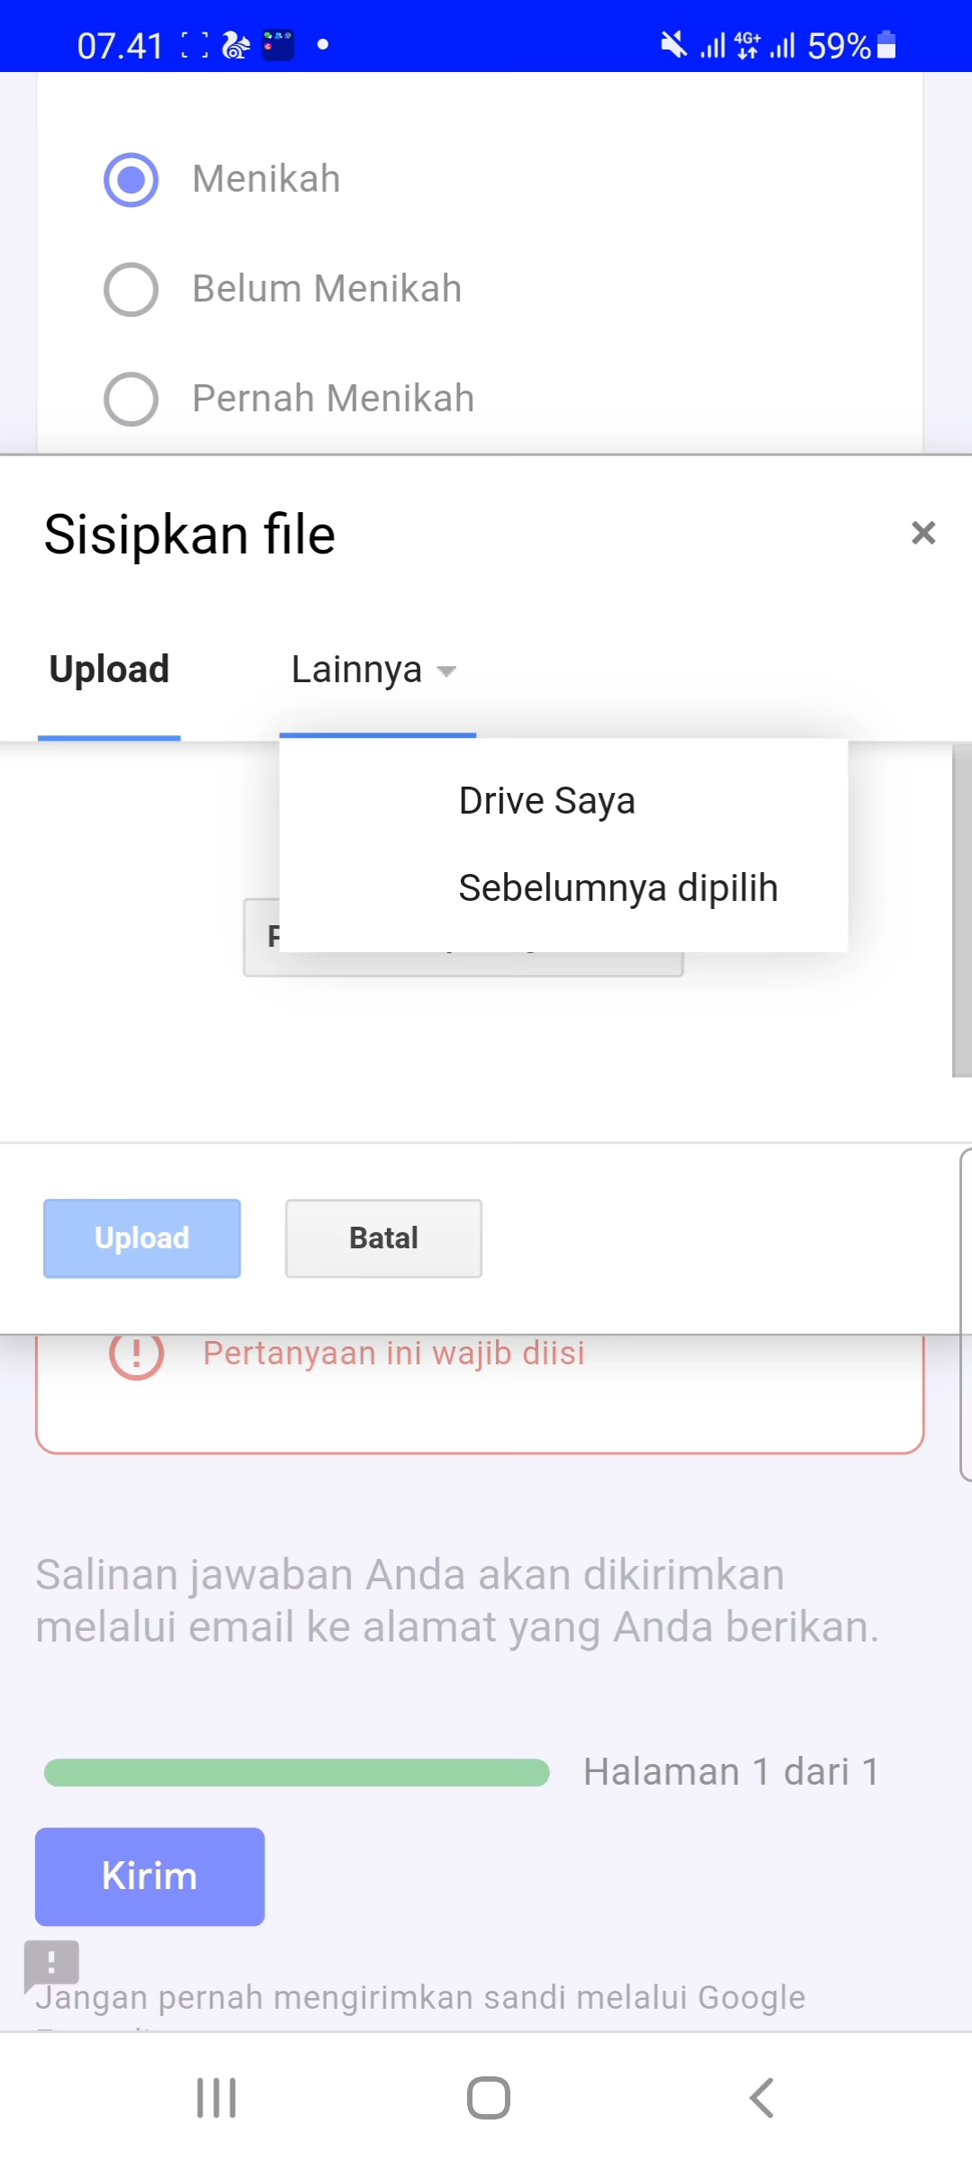 07.41
4G+
59%
Menikah
Belum Menikah
Pernah Menikah
Sisipkan file
Upload
Lainnya
Drive Saya
Sebelumnya dipilih
Upload
Batal
Pertanyaan ini wajib diisi
Salinan jawaban Anda akan dikirimkan
melalui email ke alamat yang Anda berikan.
Halaman 1 dari 1
Kirim
Jangan pernah mengirimkan sandi melalui Google